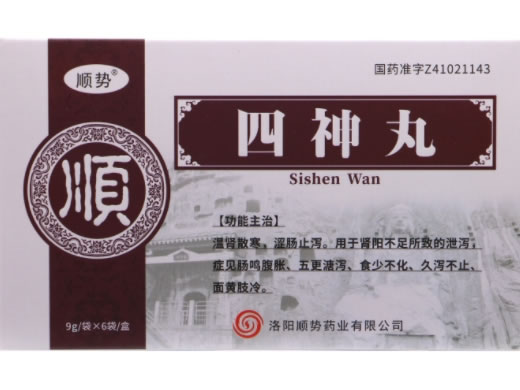 顺势®
国药准字Z41021143
順
四神丸
Sishen Wan
【功能主治】
温肾散寒，涩肠止泻。用于肾阳不足所致的泄泻，
症见肠鸣腹胀、五更溏泻、食少不化、久泻不止、
面黄肢冷。
9g/袋×6袋/盒
洛阳顺势药业有限公司